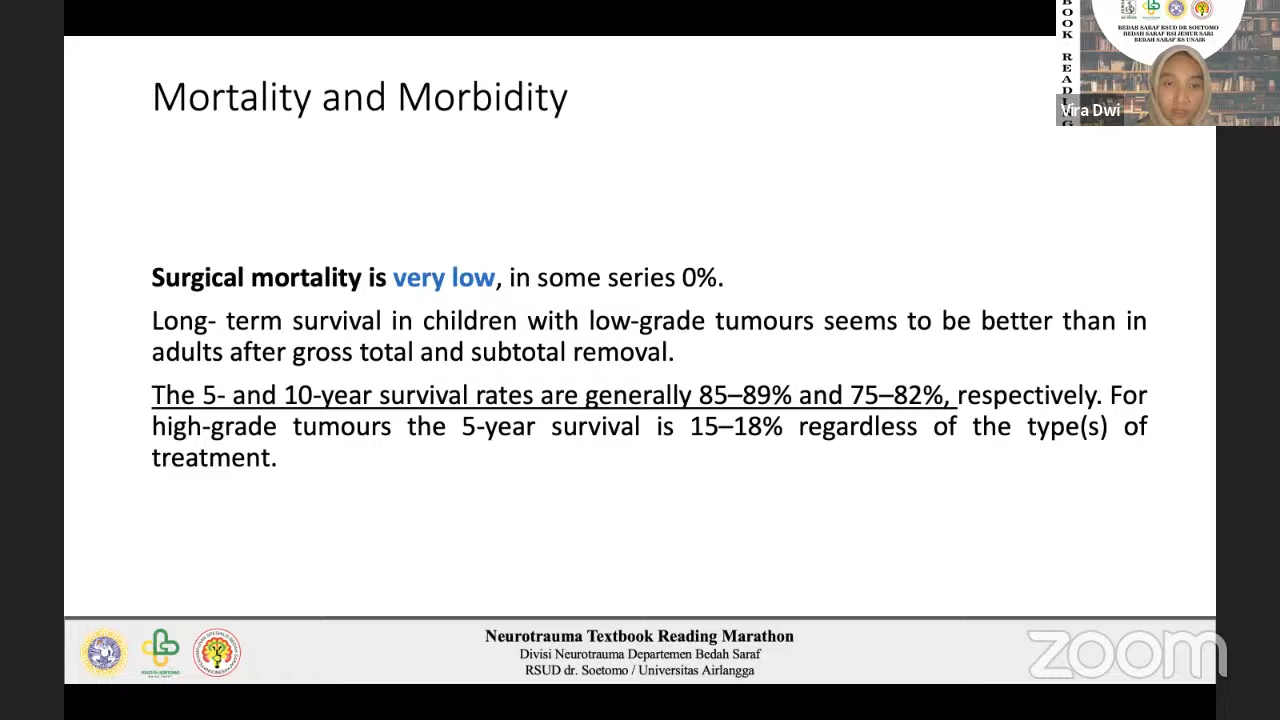 Mortality and Morbidity
BOOK READING
BEDAH SARAF RSUD DR SOETOMO
BEDAH SARAF RSI JEMUR SARI
BEDAH SARAF RS UNAIR
Vira Dwi
Surgical mortality is very low, in some series 0%.
Long- term survival in children with low-grade tumours seems to be better than in
adults after gross total and subtotal removal.
The 5- and 10-year survival rates are generally 85–89% and 75–82%, respectively. For
high-grade tumours the 5-year survival is 15–18% regardless of the type(s) of
treatment.
Neurotrauma Textbook Reading Marathon
Divisi Neurotrauma Departemen Bedah Saraf
RSUD dr. Soetomo / Universitas Airlangga
zoom